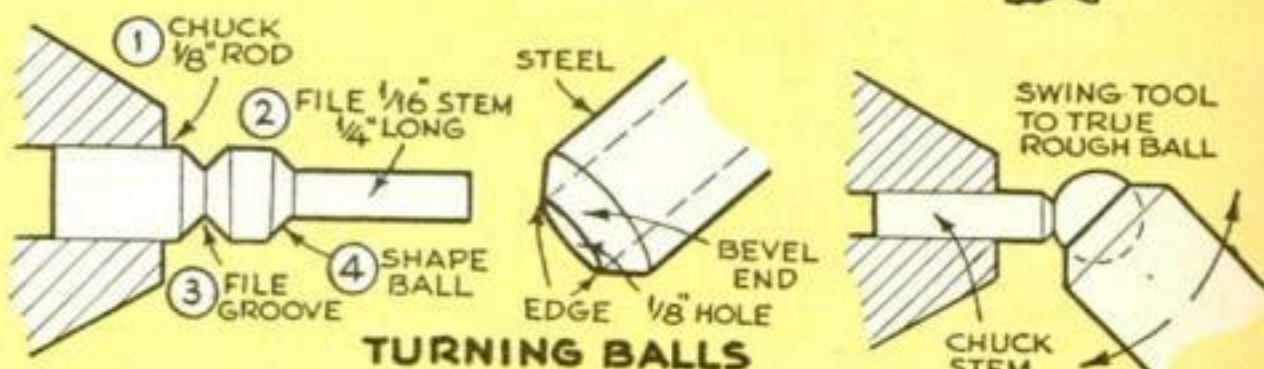 ① CHUCK
1/8" ROD
② FILE 1/16" STEM
1/4" LONG
③ FILE
GROOVE
④ SHAPE
BALL
STEEL
EDGE
1/8" HOLE
BEVEL
END
SWING TOOL
TO TRUE
ROUGH BALL
CHUCK
STEM
TURNING BALLS